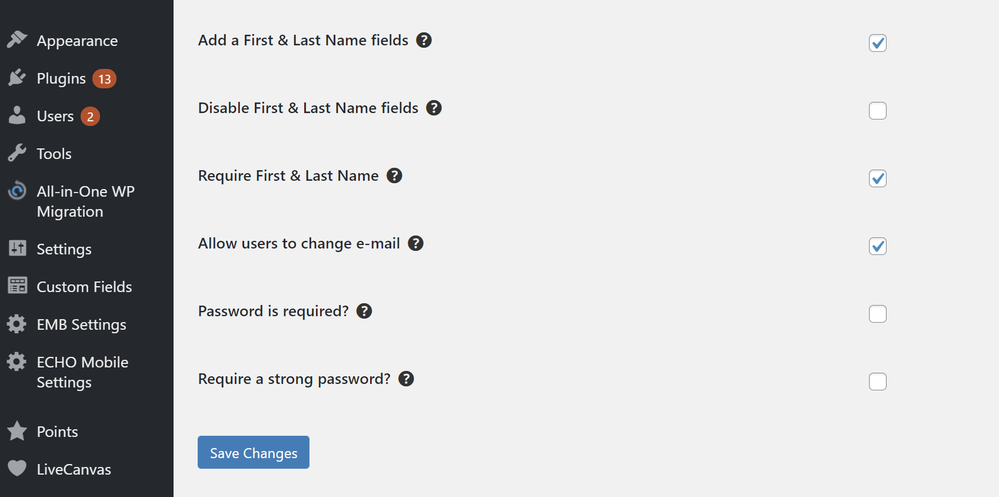 Appearance
Plugins 13
Users 2
Tools
All-in-One WP
Migration
Settings
Custom Fields
EMB Settings
ECHO Mobile
Settings
Points
LiveCanvas
Add a First & Last Name fields ?
Disable First & Last Name fields ?
Require First & Last Name ?
Allow users to change e-mail ?
Password is required? ?
Require a strong password? ?
Save Changes